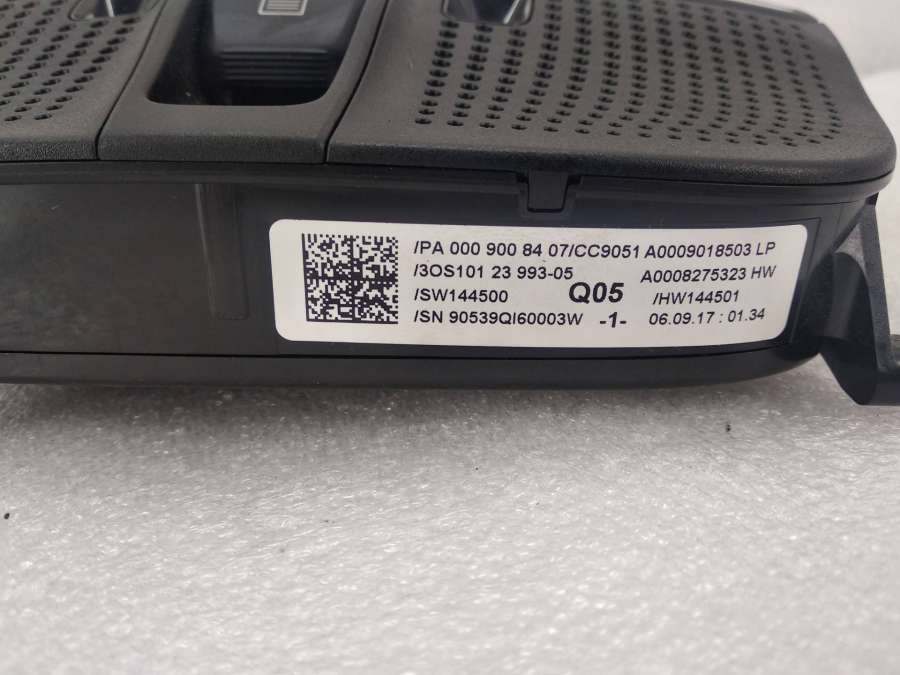 /PA 000 900 84 07/CC9051 A0009018503 LP
/3OS101 23 993-05 A0008275323 HW
/SW144500 Q05 /HW144501
/SN 90539QI60003W -1- 06.09.17 : 01.34